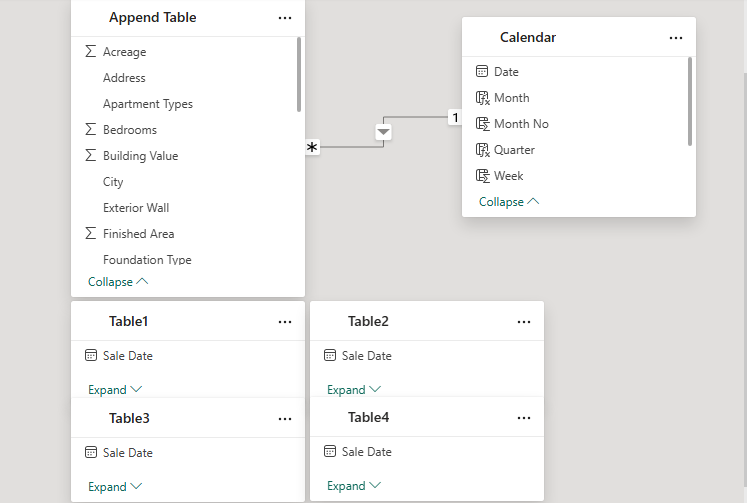 Append Table
...
Acreage
Address
Apartment Types
Bedrooms
Building Value
City
Exterior Wall
Finished Area
Foundation Type
Collapse
*
1
Calendar
...
Date
Month
Month No
Quarter
Week
Collapse
Table1
...
Sale Date
Expand
Table2
...
Sale Date
Expand
Table3
...
Sale Date
Expand
Table4
...
Sale Date
Expand